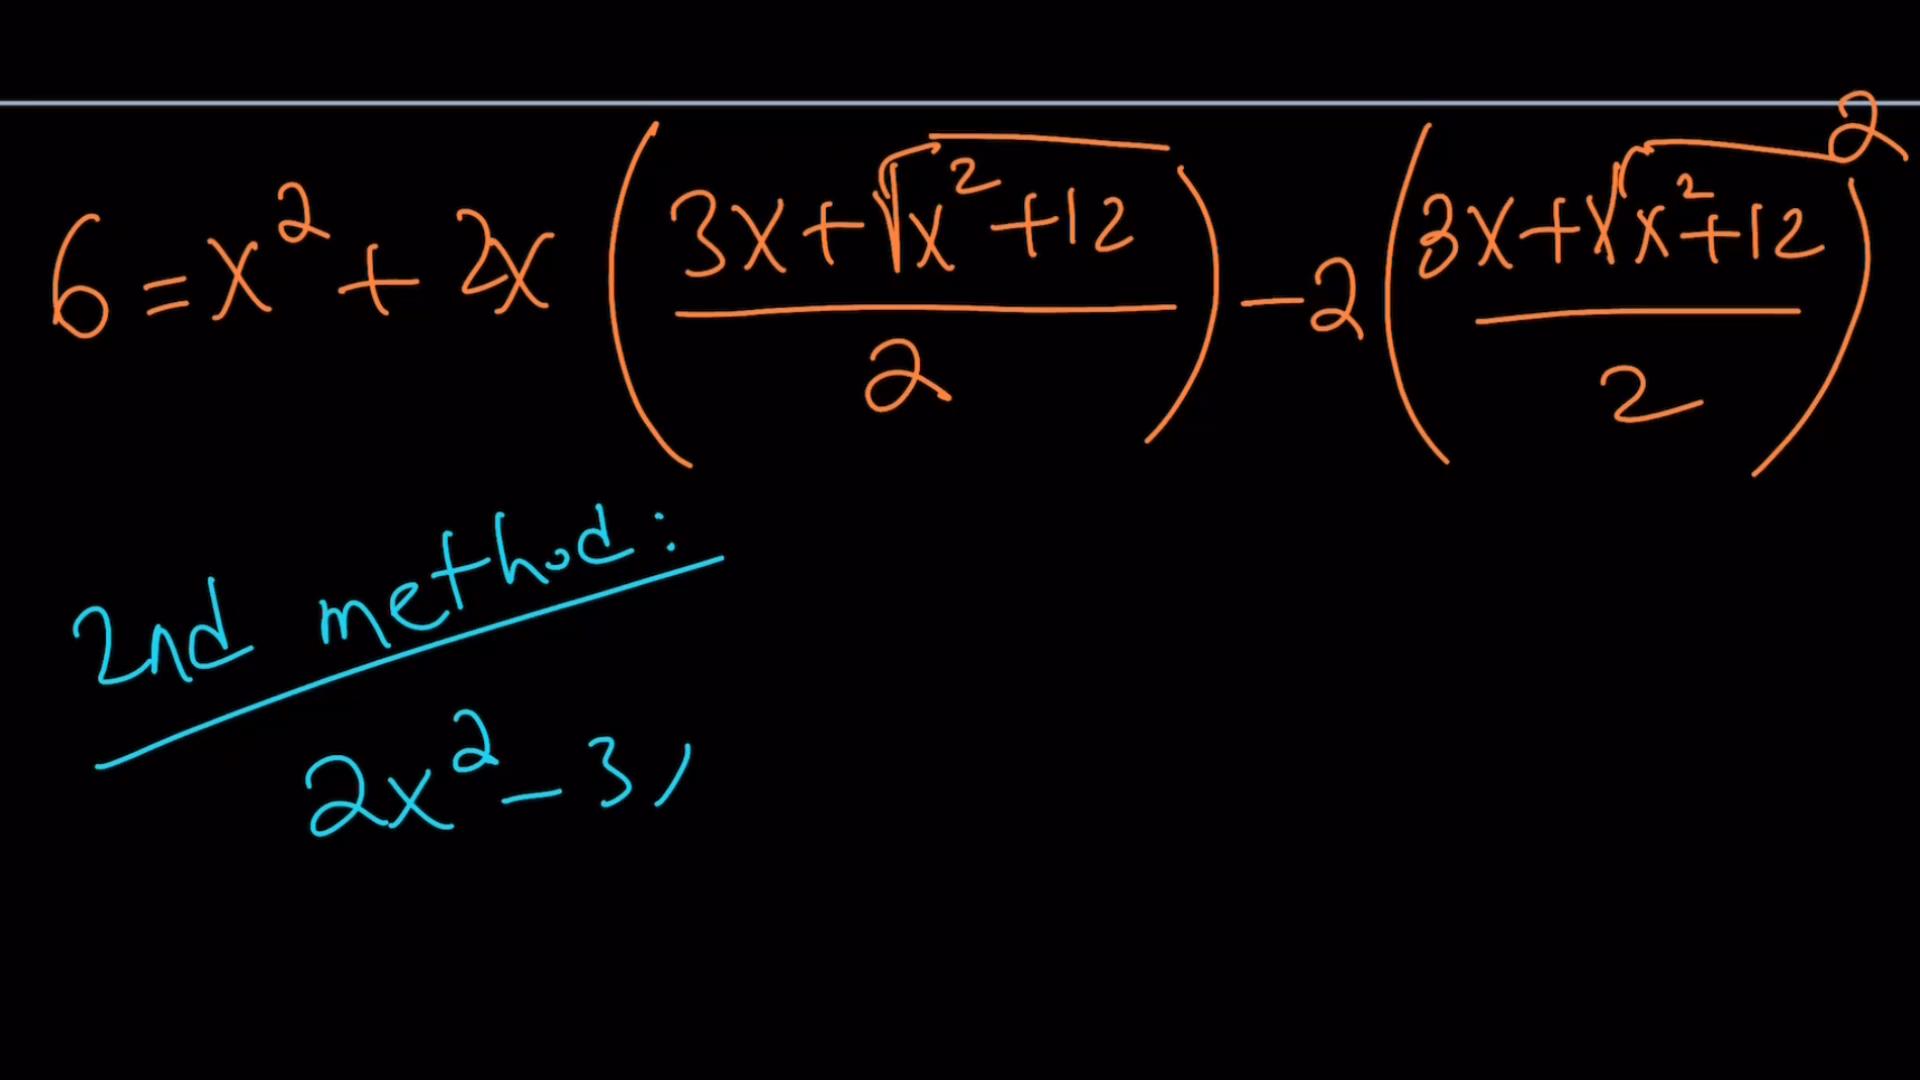 6 = x² + 2x ( (3x + √(x² + 12)) / 2 ) - 2 ( (3x + √(x² + 12)) / 2 )²
2nd method:
2x² - 3